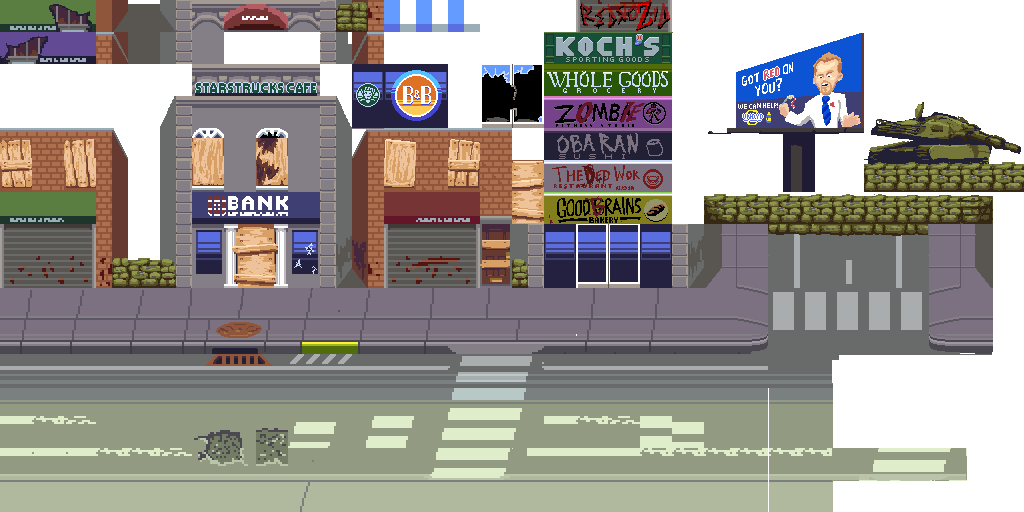 KOCH'S
SPORTING GOODS
WHOLE GOODS
GROCERY
STARSTRUCKS CAFE
B&B
ZOMBAE
FITNESS STUDIO
OBA RAN
SUSHI
THE BED WOK
RESTAURANT
GOOD GRAINS
BAKERY
BANK
GOT RED ON
YOU?
WE CAN HELP!